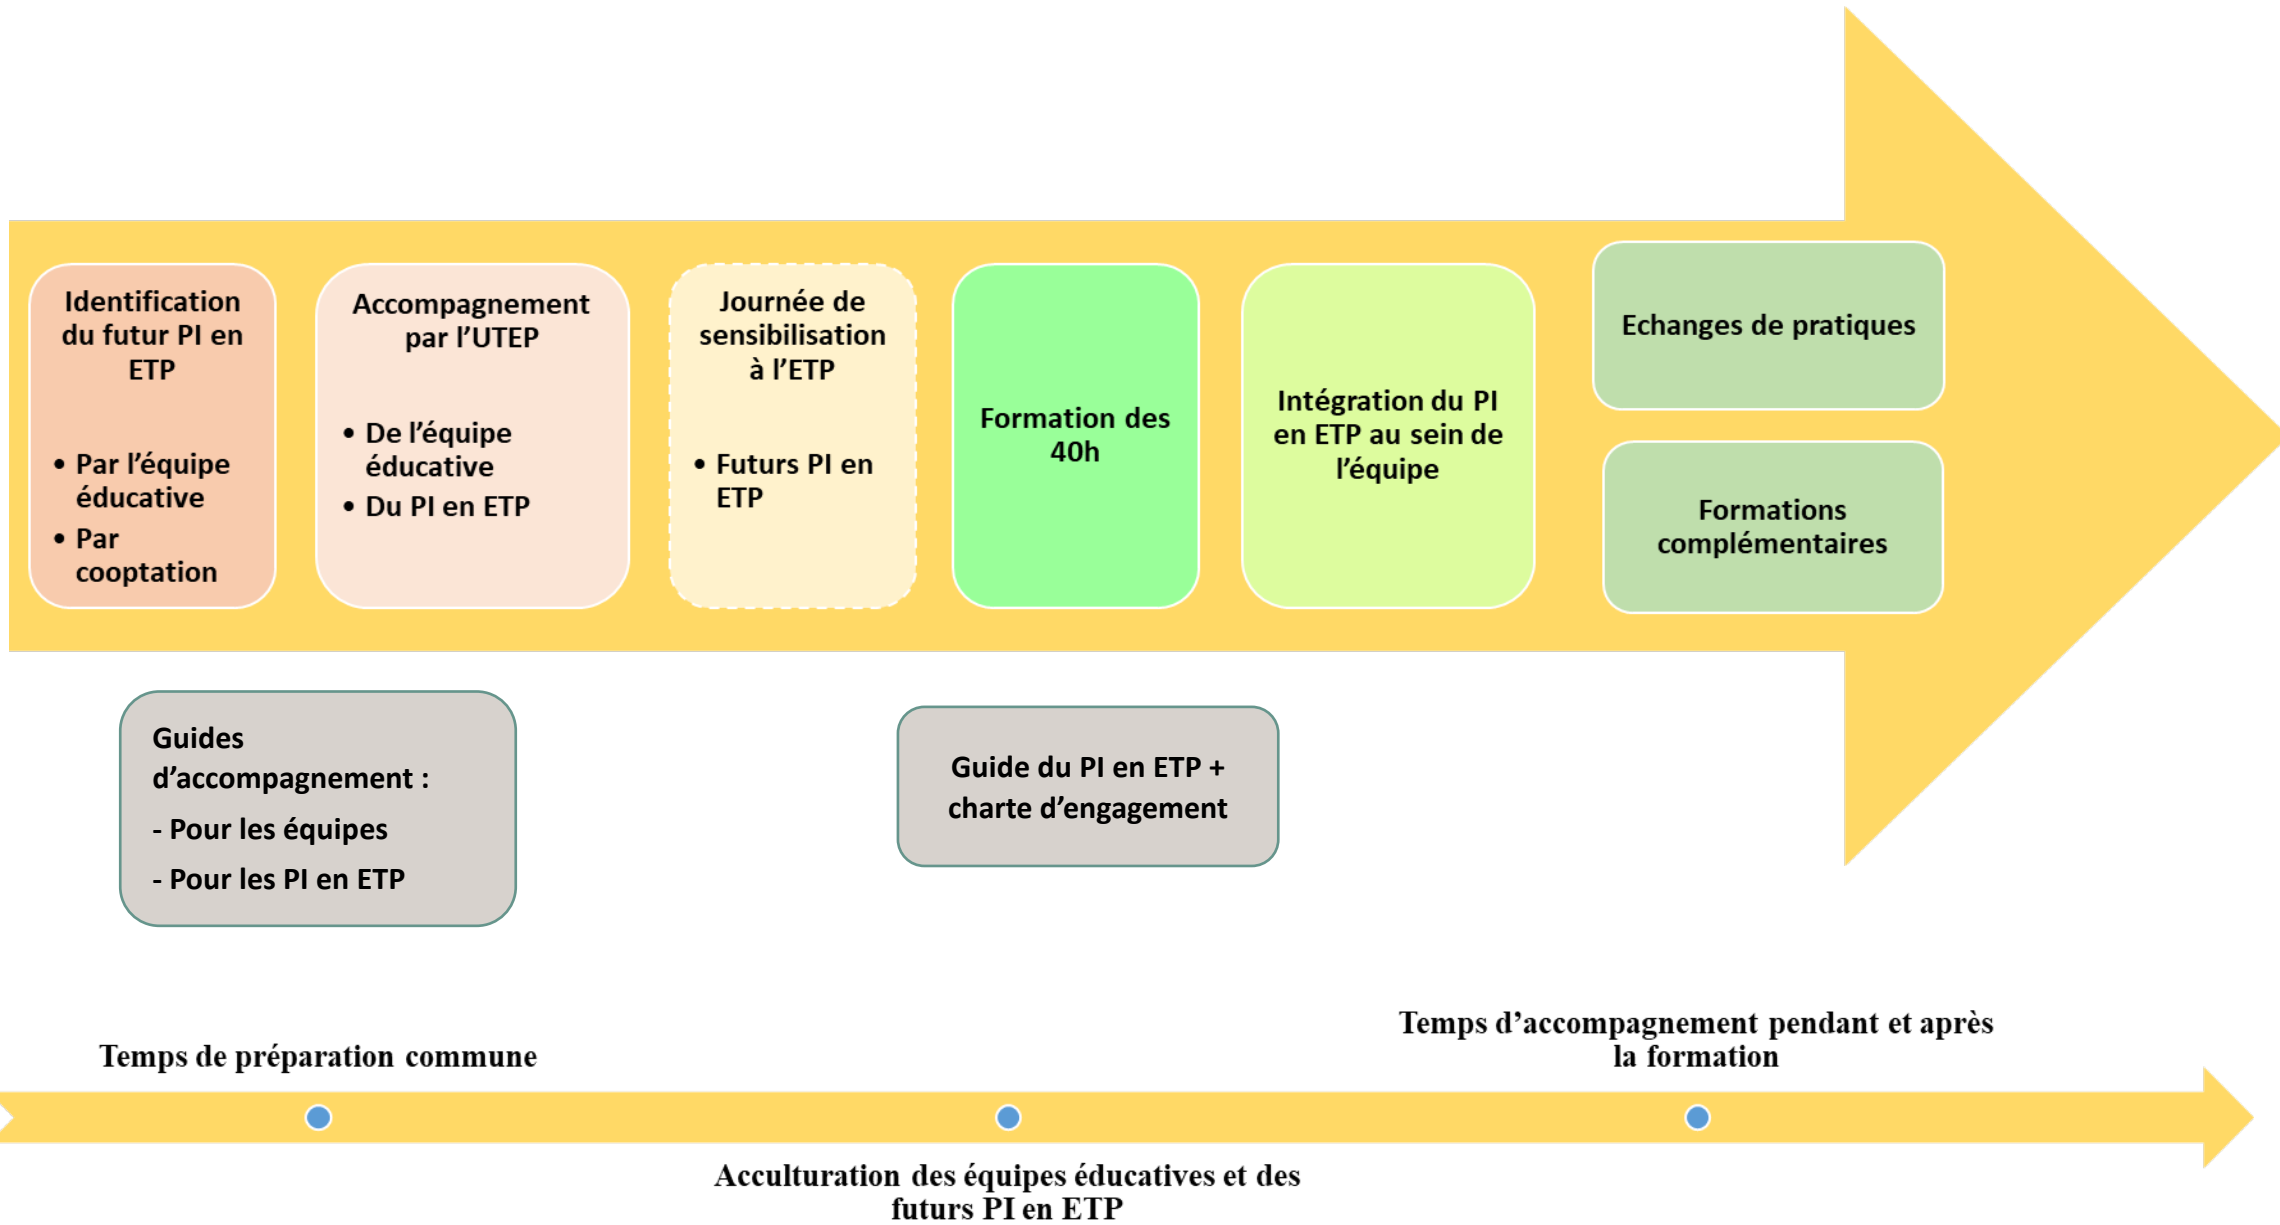 Identification
du futur PI en
ETP
• Par l’équipe
éducative
• Par
cooptation
Accompagnement
par l’UTEP
• De l’équipe
éducative
• Du PI en ETP
Journée de
sensibilisation
à l’ETP
• Futurs PI en
ETP
Formation des
40h
Intégration du PI
en ETP au sein de
l’équipe
Echanges de pratiques
Formations
complémentaires
Guides
d’accompagnement :
- Pour les équipes
- Pour les PI en ETP
Guide du PI en ETP +
charte d’engagement
Temps de préparation commune
Acculturation des équipes éducatives et des
futurs PI en ETP
Temps d’accompagnement pendant et après
la formation